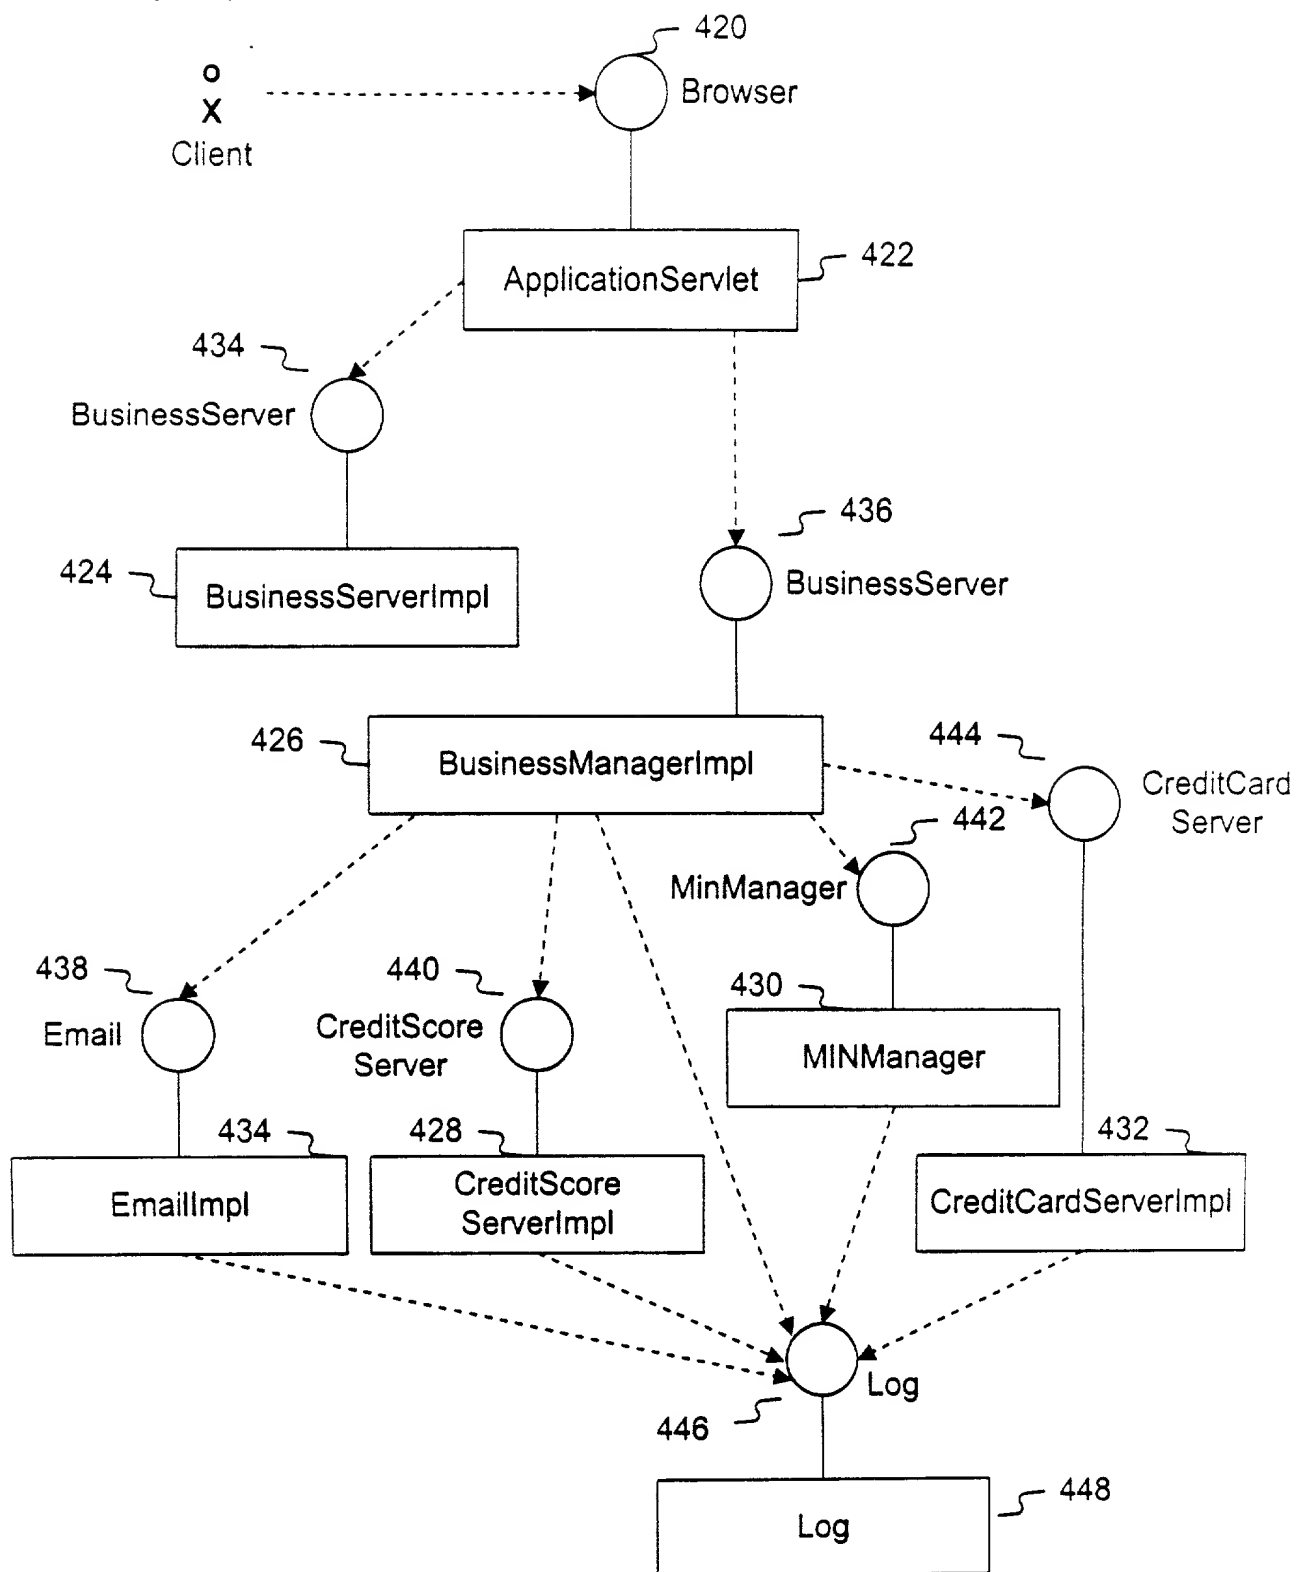 420
Browser
o
X
Client
422
ApplicationServlet
434
BusinessServer
436
BusinessServer
424
BusinessServerImpl
426
BusinessManagerImpl
444
CreditCard
Server
442
MinManager
438
Email
440
CreditScore
Server
430
MINManager
434
EmailImpl
428
CreditScore
ServerImpl
432
CreditCardServerImpl
Log
446
448
Log